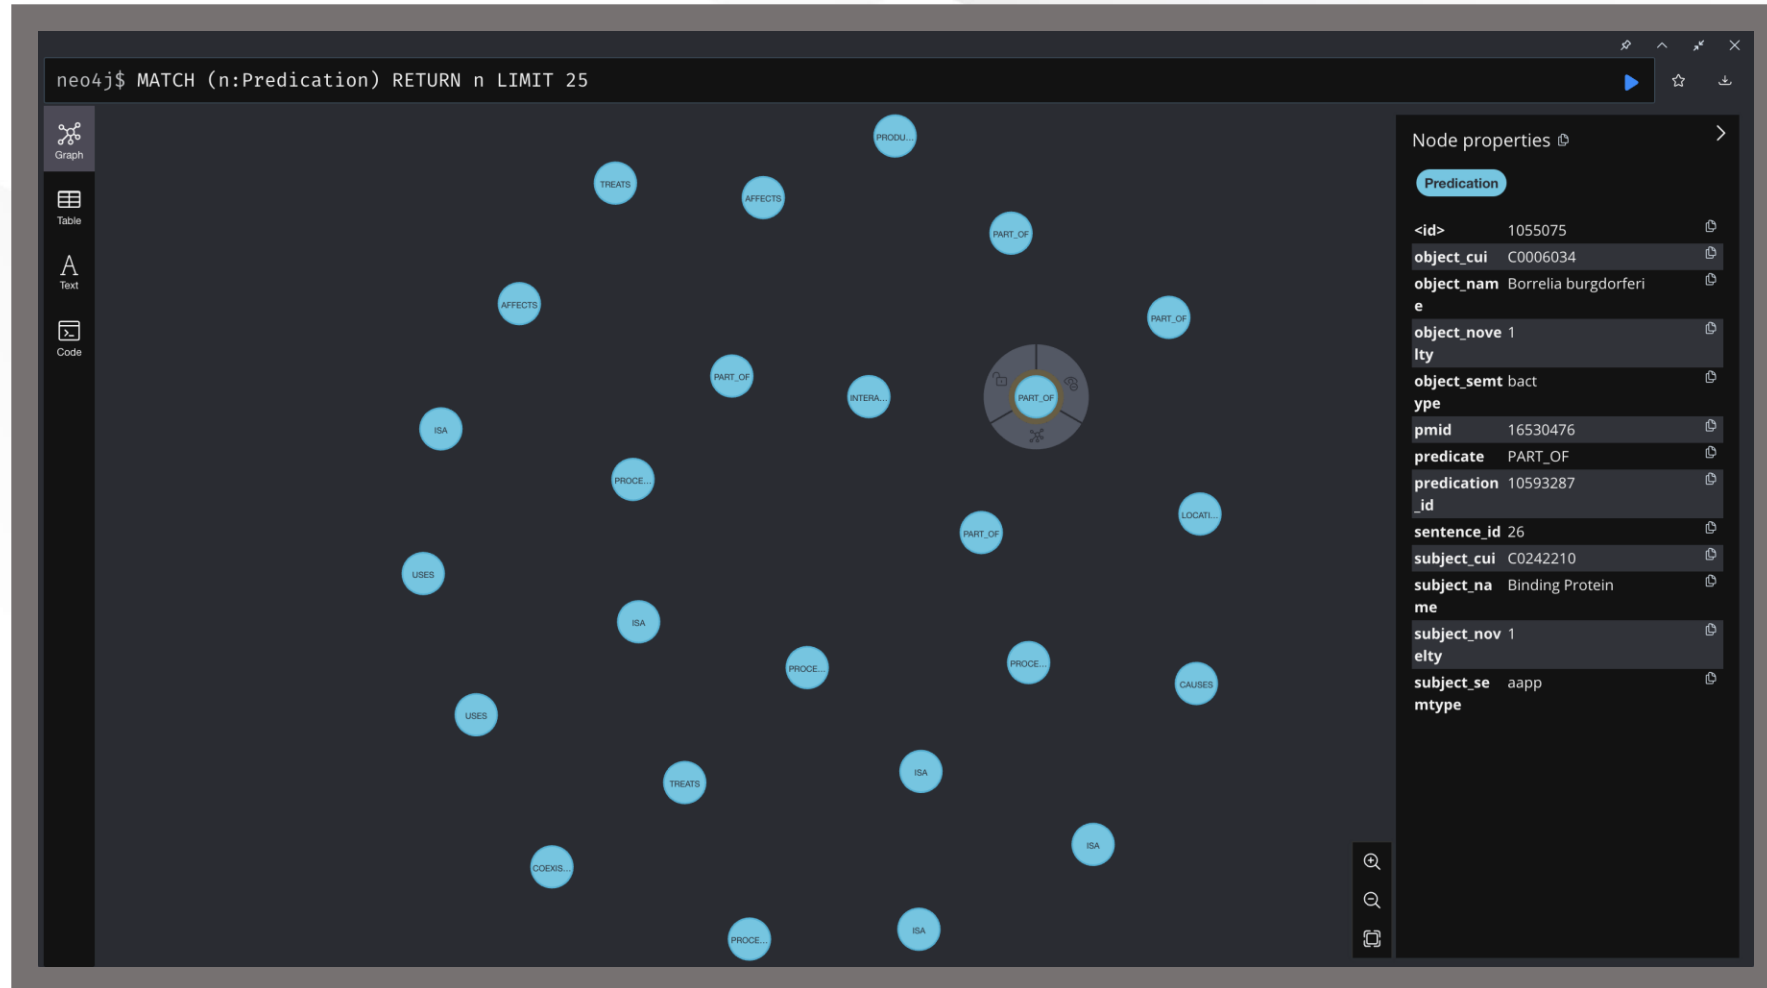 neo4j$ MATCH (n:Predication) RETURN n LIMIT 25
Graph
Table
Text
Code
PRODU...
TREATS
AFFECTS
PART_OF
AFFECTS
PART_OF
PART_OF
INTERA...
PART_OF
ISA
PROCE...
LOCATI...
PART_OF
USES
ISA
PROCE...
PROCE...
CAUSES
USES
ISA
TREATS
ISA
COEXIS...
ISA
PROCE...
Node properties
Predication
<id> 1055075
object_cui C0006034
object_nam Borrelia burgdorferi
e
object_nove 1
lty
object_semt bact
ype
pmid 16530476
predicate PART_OF
predication 10593287
_id
sentence_id 26
subject_cui C0242210
subject_na Binding Protein
me
subject_nov 1
elty
subject_se aapp
mtype